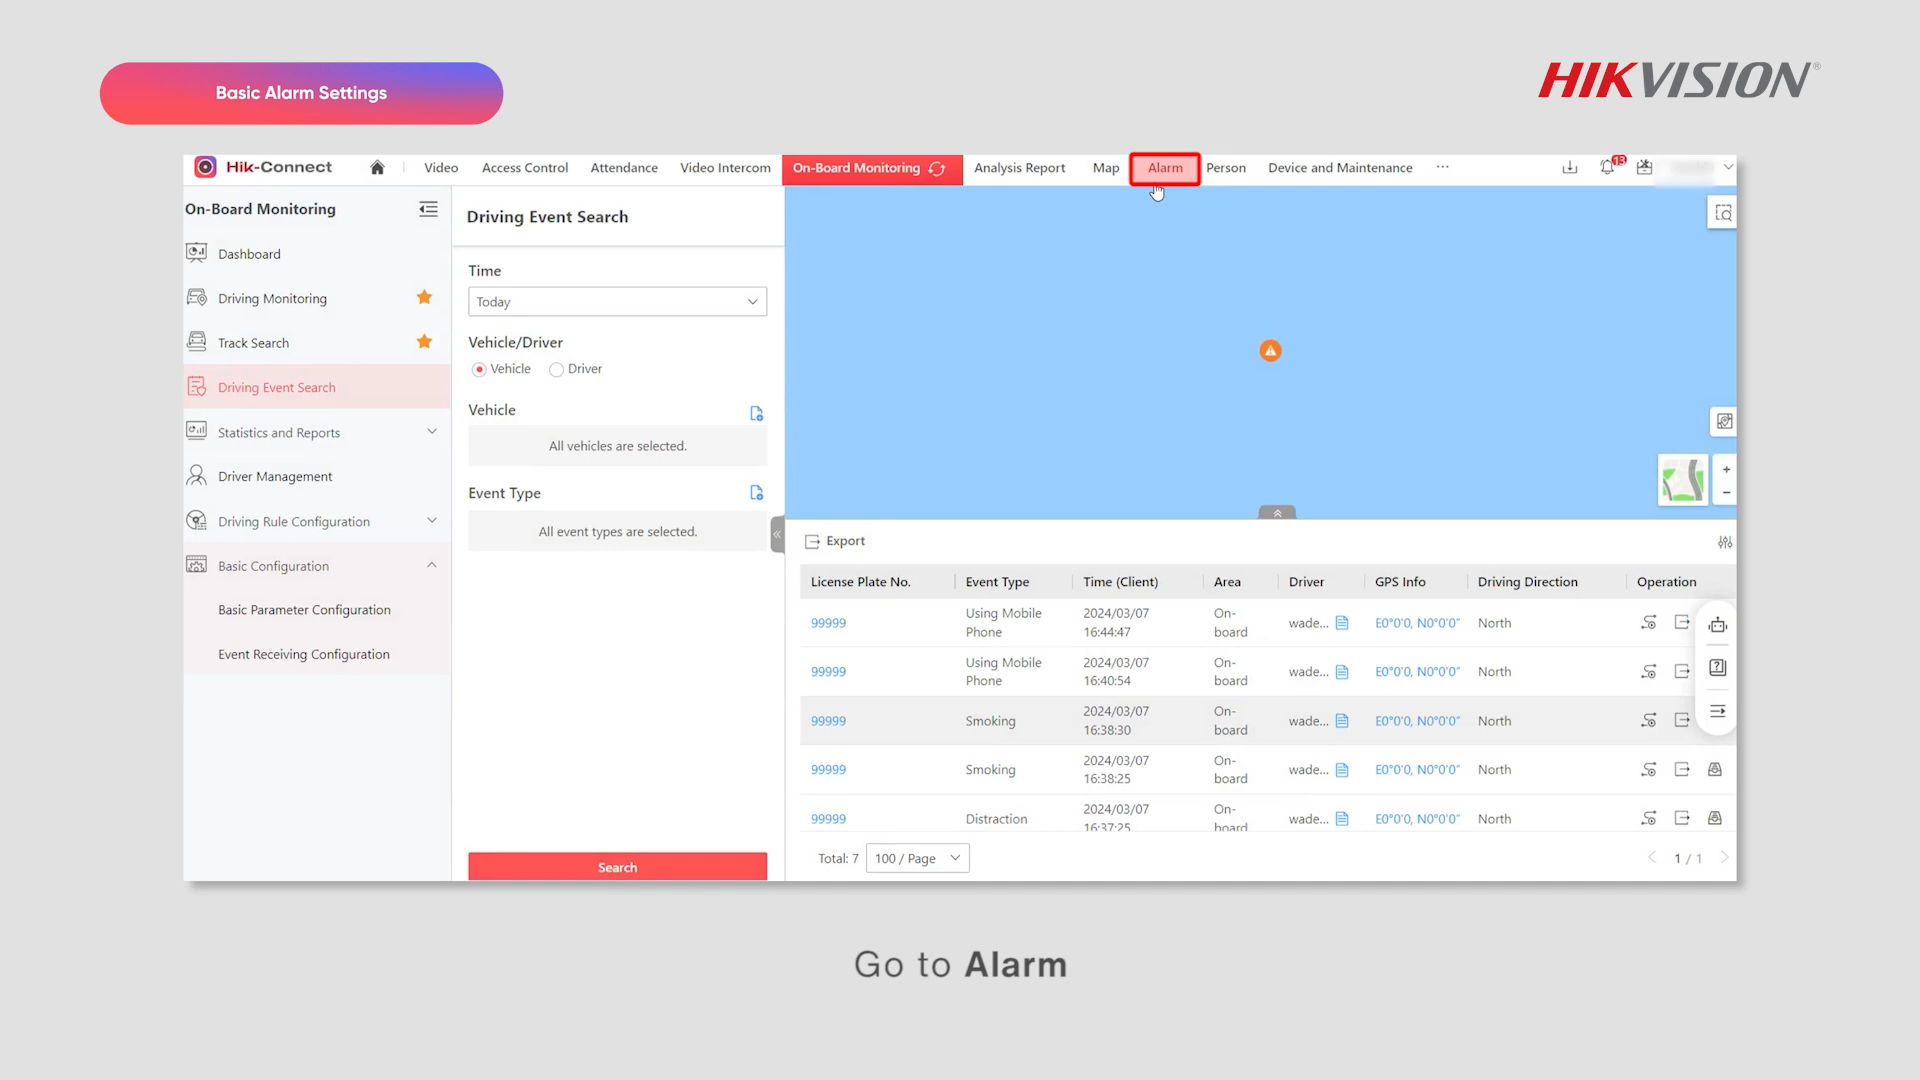 Basic Alarm Settings
HIKVISION®
Hik-Connect
Video
Access Control
Attendance
Video Intercom
On-Board Monitoring
Analysis Report
Map
Alarm
Person
Device and Maintenance
...
13
On-Board Monitoring
Dashboard
Driving Monitoring
Track Search
Driving Event Search
Statistics and Reports
Driver Management
Driving Rule Configuration
Basic Configuration
Basic Parameter Configuration
Event Receiving Configuration
Driving Event Search
Time
Today
Vehicle/Driver
Vehicle
Driver
Vehicle
All vehicles are selected.
Event Type
All event types are selected.
Search
+
−
Export
License Plate No.
Event Type
Time (Client)
Area
Driver
GPS Info
Driving Direction
Operation
99999
Using Mobile
Phone
2024/03/07
16:44:47
On-
board
wade...
E0°0'0, N0°0'0"
North
99999
Using Mobile
Phone
2024/03/07
16:40:54
On-
board
wade...
E0°0'0, N0°0'0"
North
99999
Smoking
2024/03/07
16:38:30
On-
board
wade...
E0°0'0, N0°0'0"
North
99999
Smoking
2024/03/07
16:38:25
On-
board
wade...
E0°0'0, N0°0'0"
North
99999
Distraction
2024/03/07
16:37:25
On-
board
wade...
E0°0'0, N0°0'0"
North
Total: 7
100 / Page
1 / 1
Go to Alarm